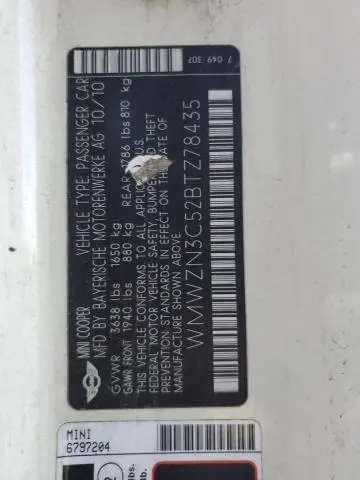 MINI COOPER VEHICLE TYPE: PASSENGER CAR
MFD BY BAYERISCHE MOTORENWERKE AG 10/10
GVWR 3638 lbs 1650 kg
GAWR FRONT 1940 lbs 880 kg REAR 1786 lbs 810 kg
THIS VEHICLE CONFORMS TO ALL APPLICABLE U.S.
FEDERAL MOTOR VEHICLE SAFETY, BUMPER, AND THEFT
PREVENTION STANDARDS IN EFFECT ON THE DATE OF
MANUFACTURE SHOWN ABOVE.
WMWZN3C52BTZ78435
7 049 307
MINI
6797204